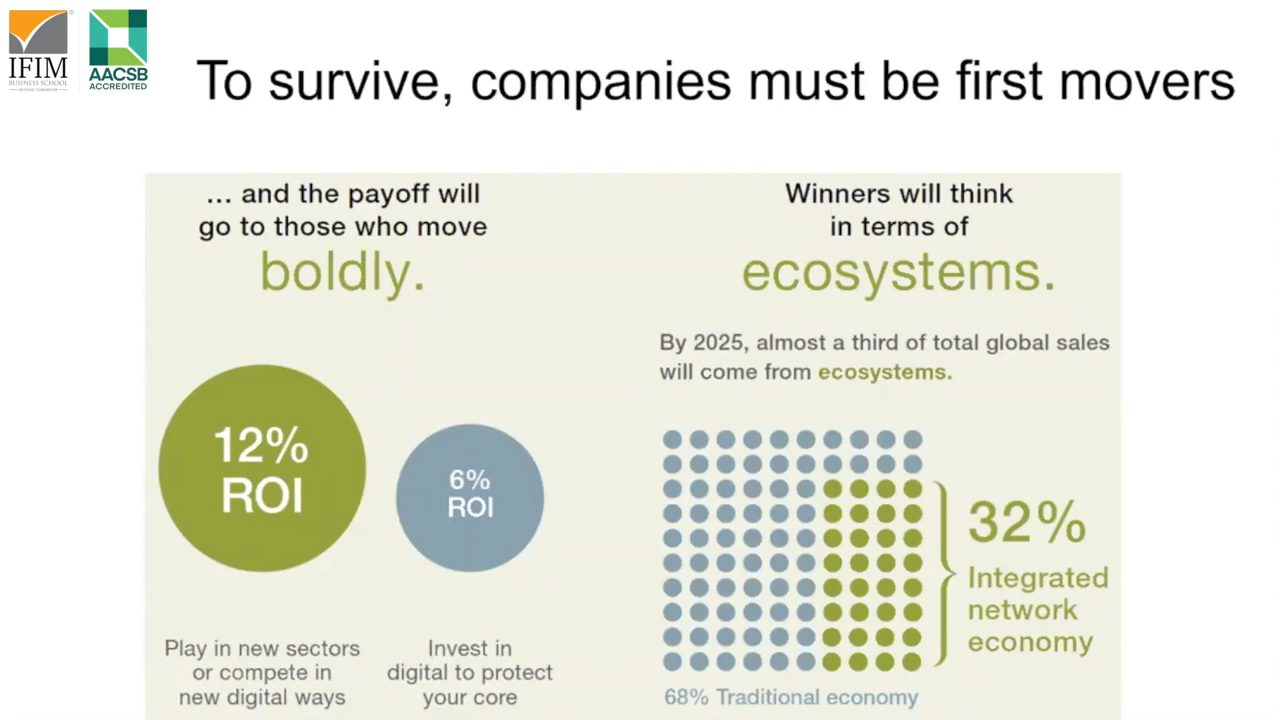 IFIM
BUSINESS SCHOOL
BEYOND TOMORROW
AACSB
ACCREDITED
To survive, companies must be first movers
... and the payoff will
go to those who move
boldly.
12%
ROI
6%
ROI
Play in new sectors
or compete in
new digital ways
Invest in
digital to protect
your core
Winners will think
in terms of
ecosystems.
By 2025, almost a third of total global sales
will come from ecosystems.
32%
Integrated
network
economy
68% Traditional economy